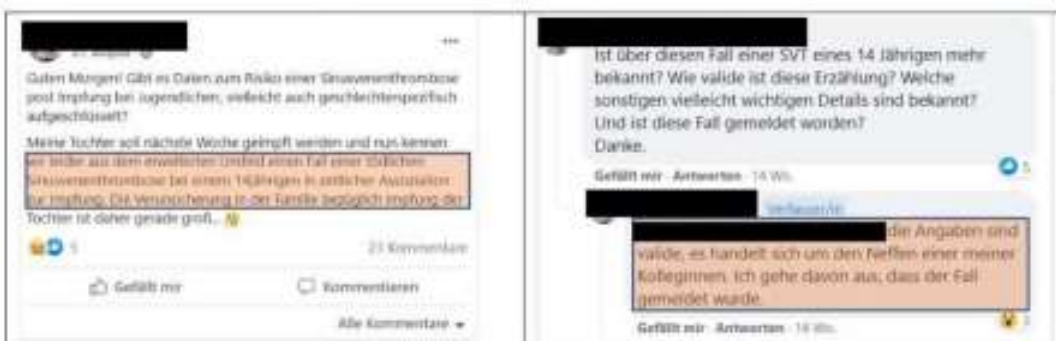 Guten Morgen! Gibt es Daten zum Risiko einer Sinusvenenthrombose
post Impfung bei Jugendlichen, vielleicht auch geschlechterspezifisch
aufgeschlüsselt?
Meine Tochter soll nächste Woche geimpft werden und nun kennen
wir leider aus dem erweiterten Umfeld einen Fall einer tödlichen
Sinusvenenthrombose bei einem 14jährigen in zeitlicher Assoziation
zur Impfung. Die Verunsicherung in der Familie bezüglich Impfung der
Tochter ist daher gerade groß...
5
23 Kommentare
Gefällt mir
Kommentieren
Alle Kommentare
Ist über diesen Fall einer SVT eines 14 Jährigen mehr
bekannt? Wie valide ist diese Erzählung? Welche
sonstigen vielleicht wichtigen Details sind bekannt?
Und ist diese Fall gemeldet worden?
Danke.
Gefällt mir · Antworten · 14 Wo.
5
Verfasser/in
die Angaben sind
valide, es handelt sich um den Neffen einer meiner
Kolleginnen. Ich gehe davon aus, dass der Fall
gemeldet wurde.
Gefällt mir · Antworten · 14 Wo.
3